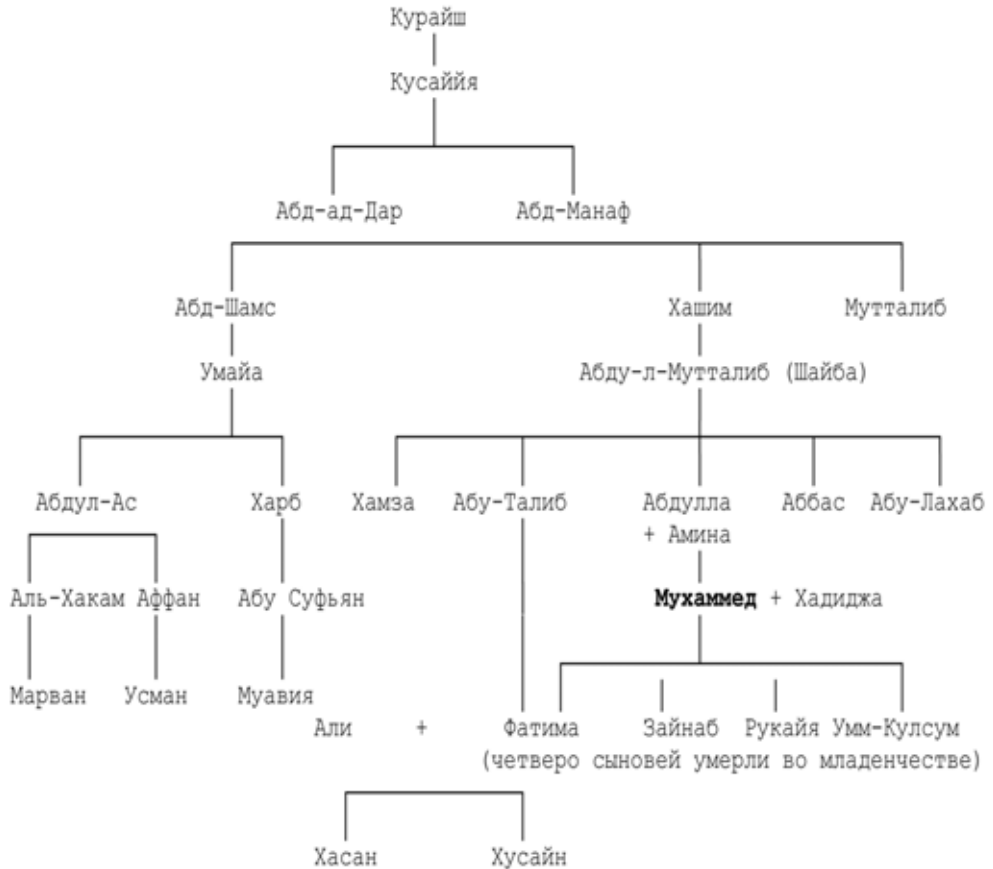 Курайш
Кусаййя
Абд-ад-Дар Абд-Манаф
Абд-Шамс Хашим Мутталиб
Умайа Абду-л-Мутталиб (Шайба)
Абдул-Ас Харб Хамза Абу-Талиб Абдулла Аббас Абу-Лахаб
+ Амина
Аль-Хакам Аффан Абу Суфьян Мухаммед + Хадиджа
Марван Усман Муавия
Али + Фатима Зайнаб Рукайя Умм-Кулсум
(четверо сыновей умерли во младенчестве)
Хасан Хусайн